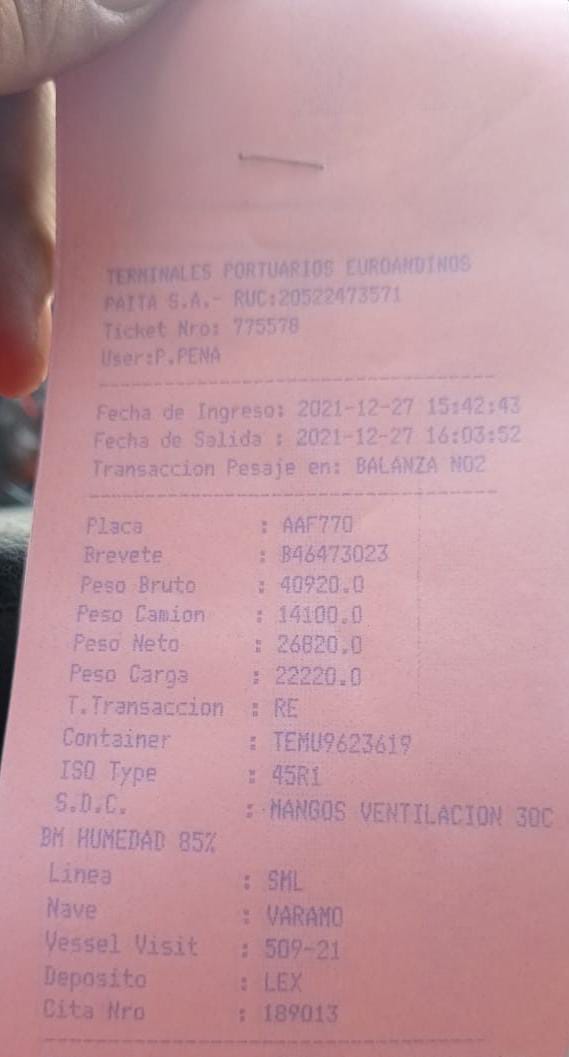 TERMINALES PORTUARIOS EUROANDINOS
PAITA S.A.- RUC:20522473571
Ticket Nro: 775578
User:P.PENA
Fecha de Ingreso: 2021-12-27 15:42:43
Fecha de Salida : 2021-12-27 16:03:52
Transaccion Pesaje en: BALANZA NO2
Placa : AAF770
Brevete : B46473023
Peso Bruto : 40920.0
Peso Camion : 14100.0
Peso Neto : 26820.0
Peso Carga : 22220.0
T.Transaccion : RE
Container : TEMU9623619
ISO Type : 45R1
S.D.C. : MANGOS VENTILACION 30C
BM HUMEDAD 85%
Linea : SML
Nave : VARAMO
Vessel Visit : 509-21
Deposito : LEX
Cita Nro : 189013